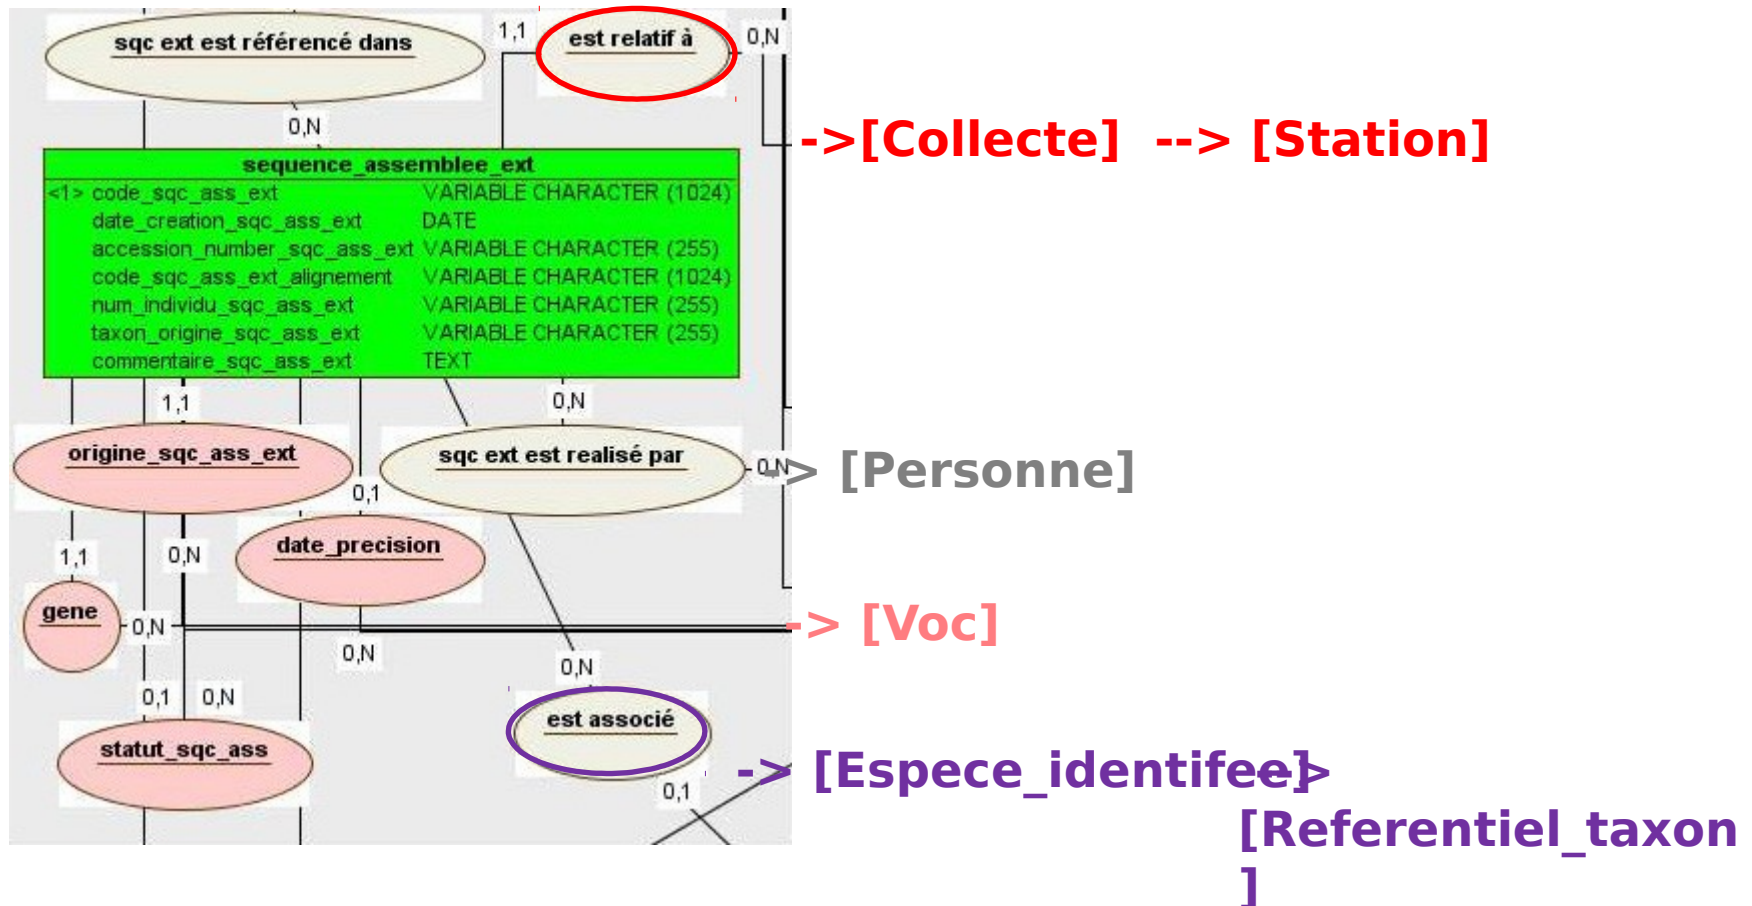 sqc ext est référencé dans
1,1
est relatif à
0,N
0,N
->[Collecte] --> [Station]
sequence_assemblee_ext
<1> code_sqc_ass_ext VARIABLE CHARACTER (1024)
date_creation_sqc_ass_ext DATE
accession_number_sqc_ass_ext VARIABLE CHARACTER (255)
code_sqc_ass_ext_alignement VARIABLE CHARACTER (1024)
num_individu_sqc_ass_ext VARIABLE CHARACTER (255)
taxon_origine_sqc_ass_ext VARIABLE CHARACTER (255)
commentaire_sqc_ass_ext TEXT
1,1
0,N
origine_sqc_ass_ext
sqc ext est realisé par
0,N
-> [Personne]
0,1
date_precision
1,1
0,N
gene
0,N
-> [Voc]
0,N
0,N
0,1
0,N
est associé
statut_sqc_ass
-> [Espece_identifee]
-->
0,1
[Referentiel_taxon
]